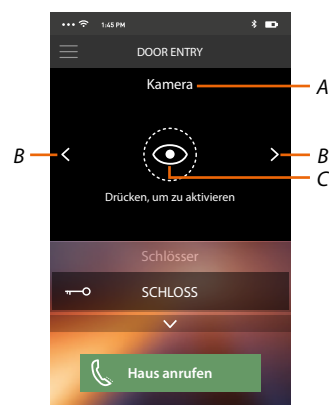 1:45 PM
DOOR ENTRY
Kamera
A
B
B
C
Drücken, um zu aktivieren
Schlösser
SCHLOSS
Haus anrufen